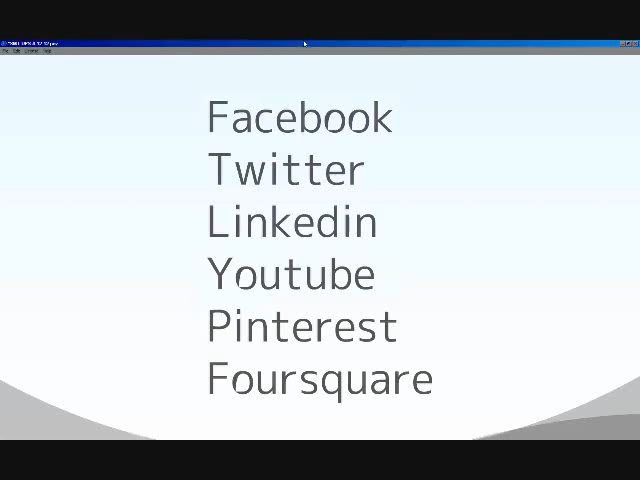 Facebook
Twitter
Linkedin
Youtube
Pinterest
Foursquare